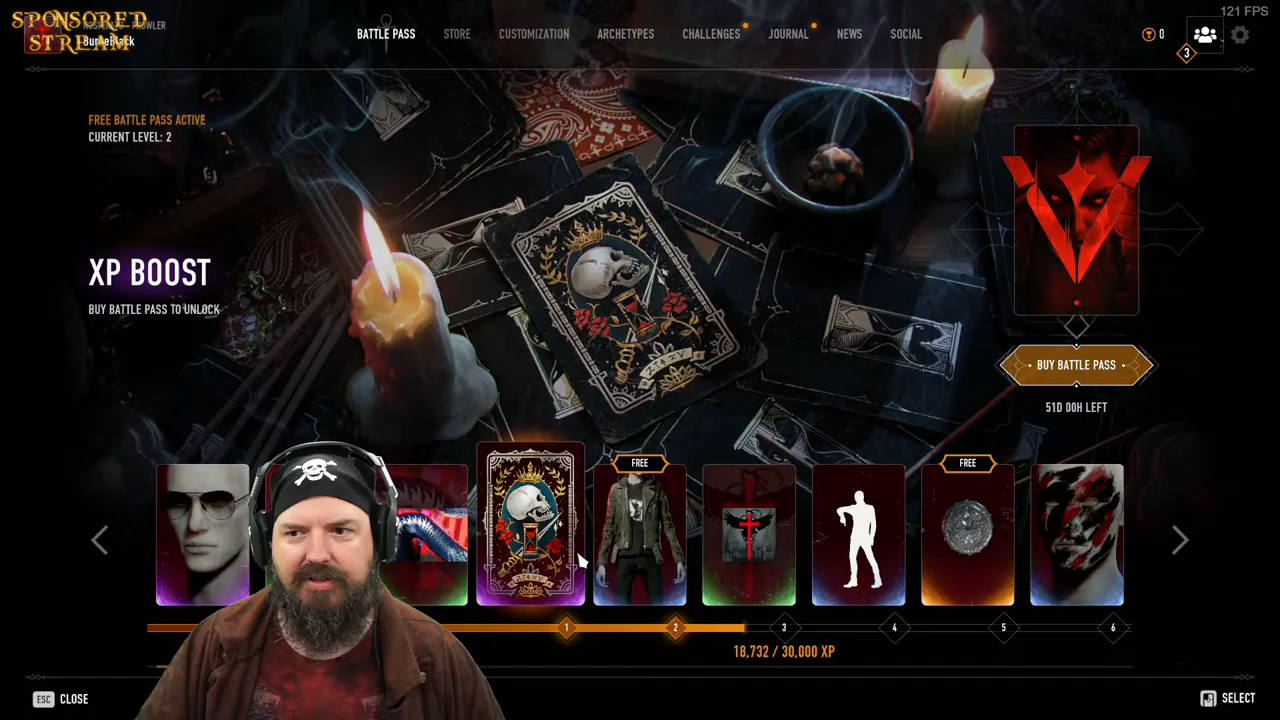 SPONSORED
STREAM
PROWLER
BATTLE PASS
STORE
CUSTOMIZATION
ARCHETYPES
CHALLENGES
JOURNAL
NEWS
SOCIAL
0
3
121 FPS
FREE BATTLE PASS ACTIVE
CURRENT LEVEL: 2
XP BOOST
BUY BATTLE PASS TO UNLOCK
BUY BATTLE PASS
51D 00H LEFT
FREE
FREE
1
2
3
4
5
6
18,732 / 30,000 XP
ESC CLOSE
SELECT